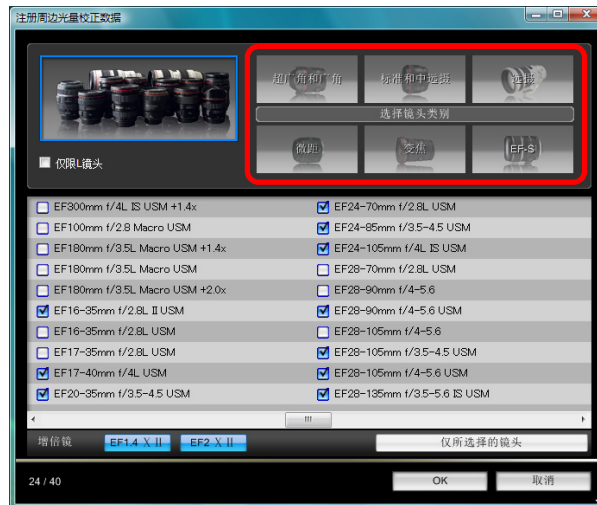 注册周边光量校正数据
超广角和广角
标准和中远摄
远摄
选择镜头类别
微距
变焦
EF-S
仅限L镜头
EF300mm f/4L IS USM +1.4x
EF100mm f/2.8 Macro USM
EF180mm f/3.5L Macro USM +1.4x
EF180mm f/3.5L Macro USM
EF180mm f/3.5L Macro USM +2.0x
EF16-35mm f/2.8L II USM
EF16-35mm f/2.8L USM
EF17-35mm f/2.8L USM
EF17-40mm f/4L USM
EF20-35mm f/3.5-4.5 USM
EF24-70mm f/2.8L USM
EF24-85mm f/3.5-4.5 USM
EF24-105mm f/4L IS USM
EF28-70mm f/2.8L USM
EF28-90mm f/4-5.6
EF28-90mm f/4-5.6 USM
EF28-105mm f/4-5.6
EF28-105mm f/3.5-4.5 USM
EF28-105mm f/4-5.6 USM
EF28-135mm f/3.5-5.6 IS USM
增倍镜
EF1.4 X II
EF2 X II
仅所选择的镜头
24 / 40
OK
取消